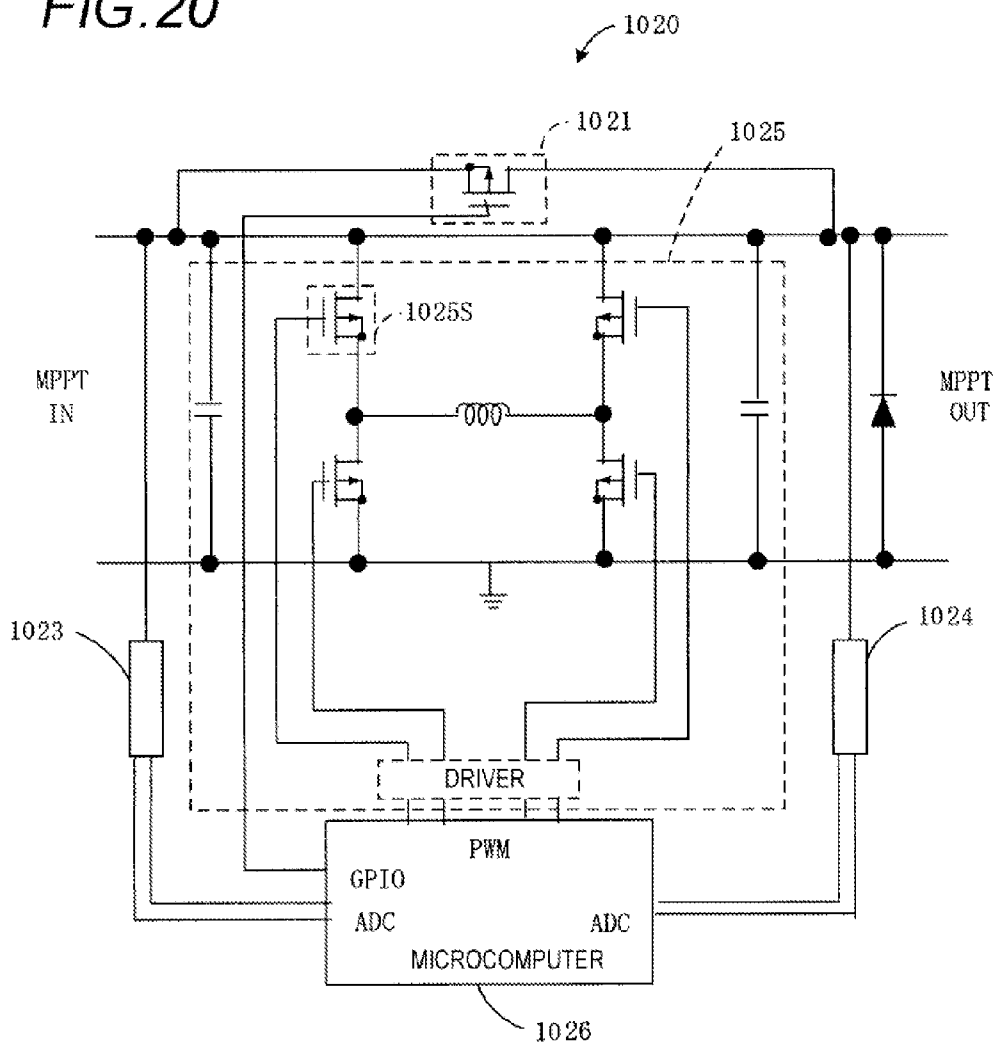 FIG.20
1020
1021
1025
1025S
MPPT
IN
MPPT
OUT
1023
1024
DRIVER
PWM
GPIO
ADC
ADC
MICROCOMPUTER
1026